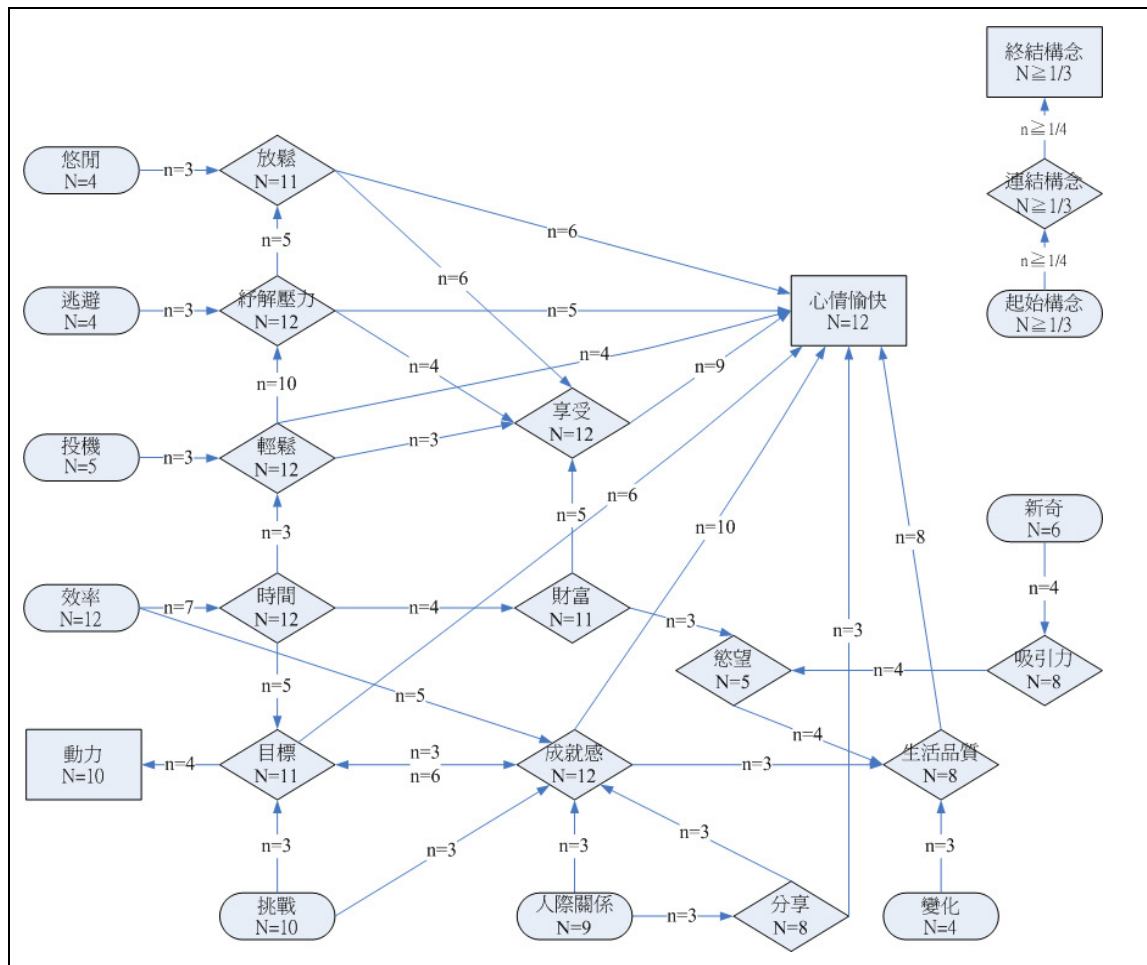 終結構念
N≧1/3
n≧1/4
連結構念
N≧1/3
n≧1/4
起始構念
N≧1/3
悠閒
N=4
n=3
放鬆
N=11
n=6
n=5
n=6
逃避
N=4
n=3
紓解壓力
N=12
n=5
心情愉快
N=12
n=10
n=4
n=4
n=9
投機
N=5
n=3
輕鬆
N=12
n=3
享受
N=12
n=3
n=6
n=5
n=10
n=8
新奇
N=6
n=4
效率
N=12
n=7
時間
N=12
n=4
財富
N=11
n=3
n=3
慾望
N=5
n=4
吸引力
N=8
n=5
n=5
n=4
動力
N=10
n=4
目標
N=11
n=3
n=6
成就感
N=12
n=3
生活品質
N=8
n=3
n=3
n=3
n=3
n=3
挑戰
N=10
人際關係
N=9
n=3
分享
N=8
變化
N=4